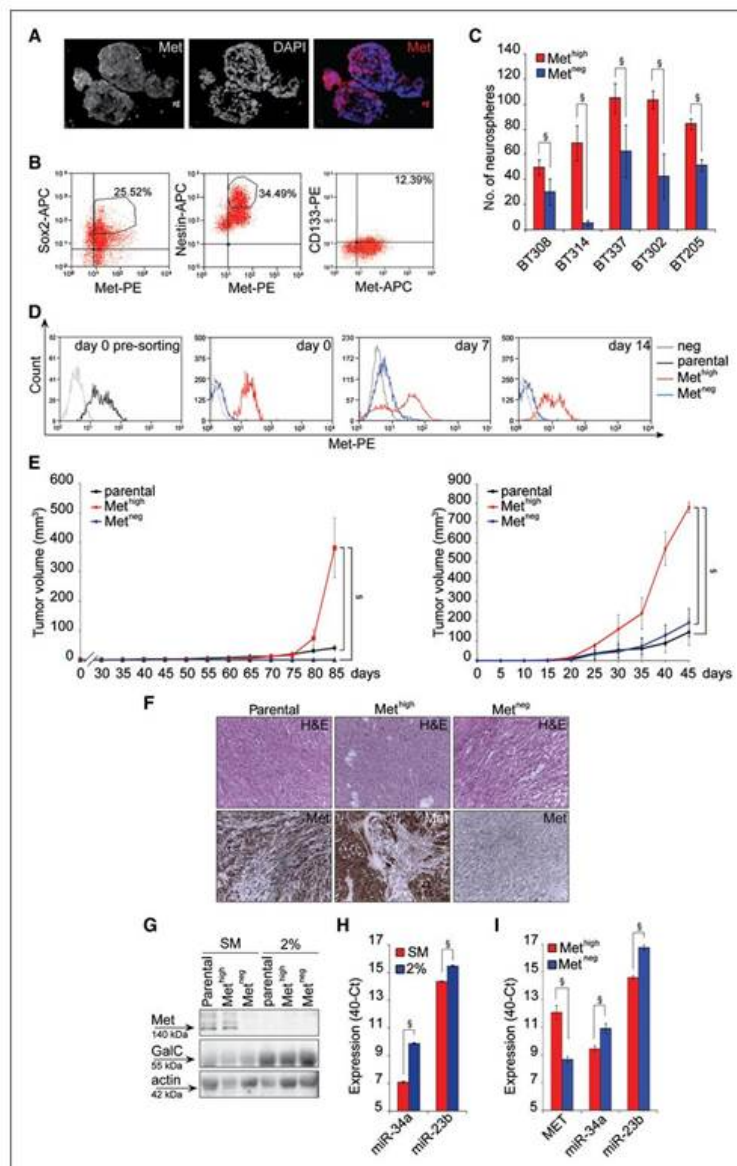 A
Met
DAPI
Met
B
25.52%
Sox2-APC
Met-PE
34.49%
Nestin-APC
Met-PE
12.39%
CD133-PE
Met-APC
C
No. of neurospheres
140
120
100
80
60
40
20
0
Met high
Met neg
§ § § § §
BT308
BT314
BT337
BT302
BT205
D
Count
day 0 pre-sorting
day 0
day 7
day 14
neg
parental
Met high
Met neg
Met-PE
E
Tumor volume (mm³)
600
500
400
300
200
100
0
parental
Met high
Met neg
§
0 30 35 40 45 50 55 60 65 70 75 80 85 days
Tumor volume (mm³)
900
800
700
600
500
400
300
200
100
0
parental
Met high
Met neg
§
0 5 10 15 20 25 30 35 40 45 days
F
Parental Met high Met neg
H&E H&E H&E
Met Met Met
G
SM 2%
Parental
Met high
Met neg
parental
Met high
Met neg
Met
140 kDa
GalC
55 kDa
actin
42 kDa
H
Expression (40-Ct)
17
15
13
11
9
7
5
SM
2%
§ §
miR-34a
miR-23b
I
Expression (40-Ct)
17
15
13
11
9
7
5
Met high
Met neg
§ § §
MET
miR-34a
miR-23b